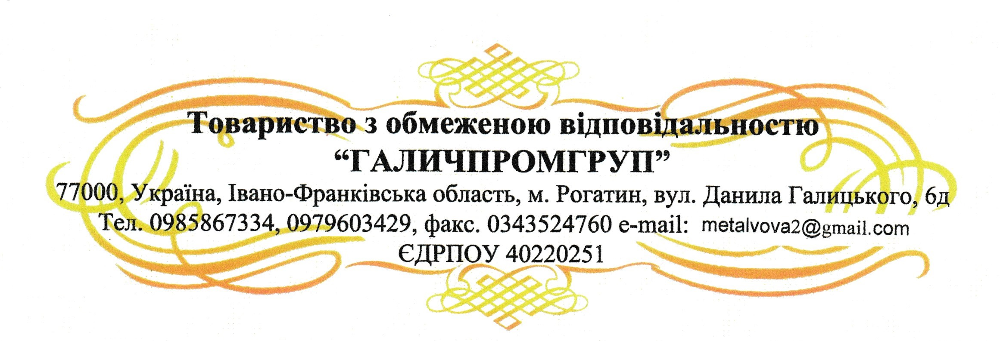 Товариство з обмеженою відповідальностю
“ГАЛИЧПРОМГРУП”
77000, Україна, Івано-Франківська область, м. Рогатин, вул. Данила Галицького, 6д
Тел. 0985867334, 0979603429, факс. 0343524760 e-mail: metalvova2@gmail.com
ЄДРПОУ 40220251